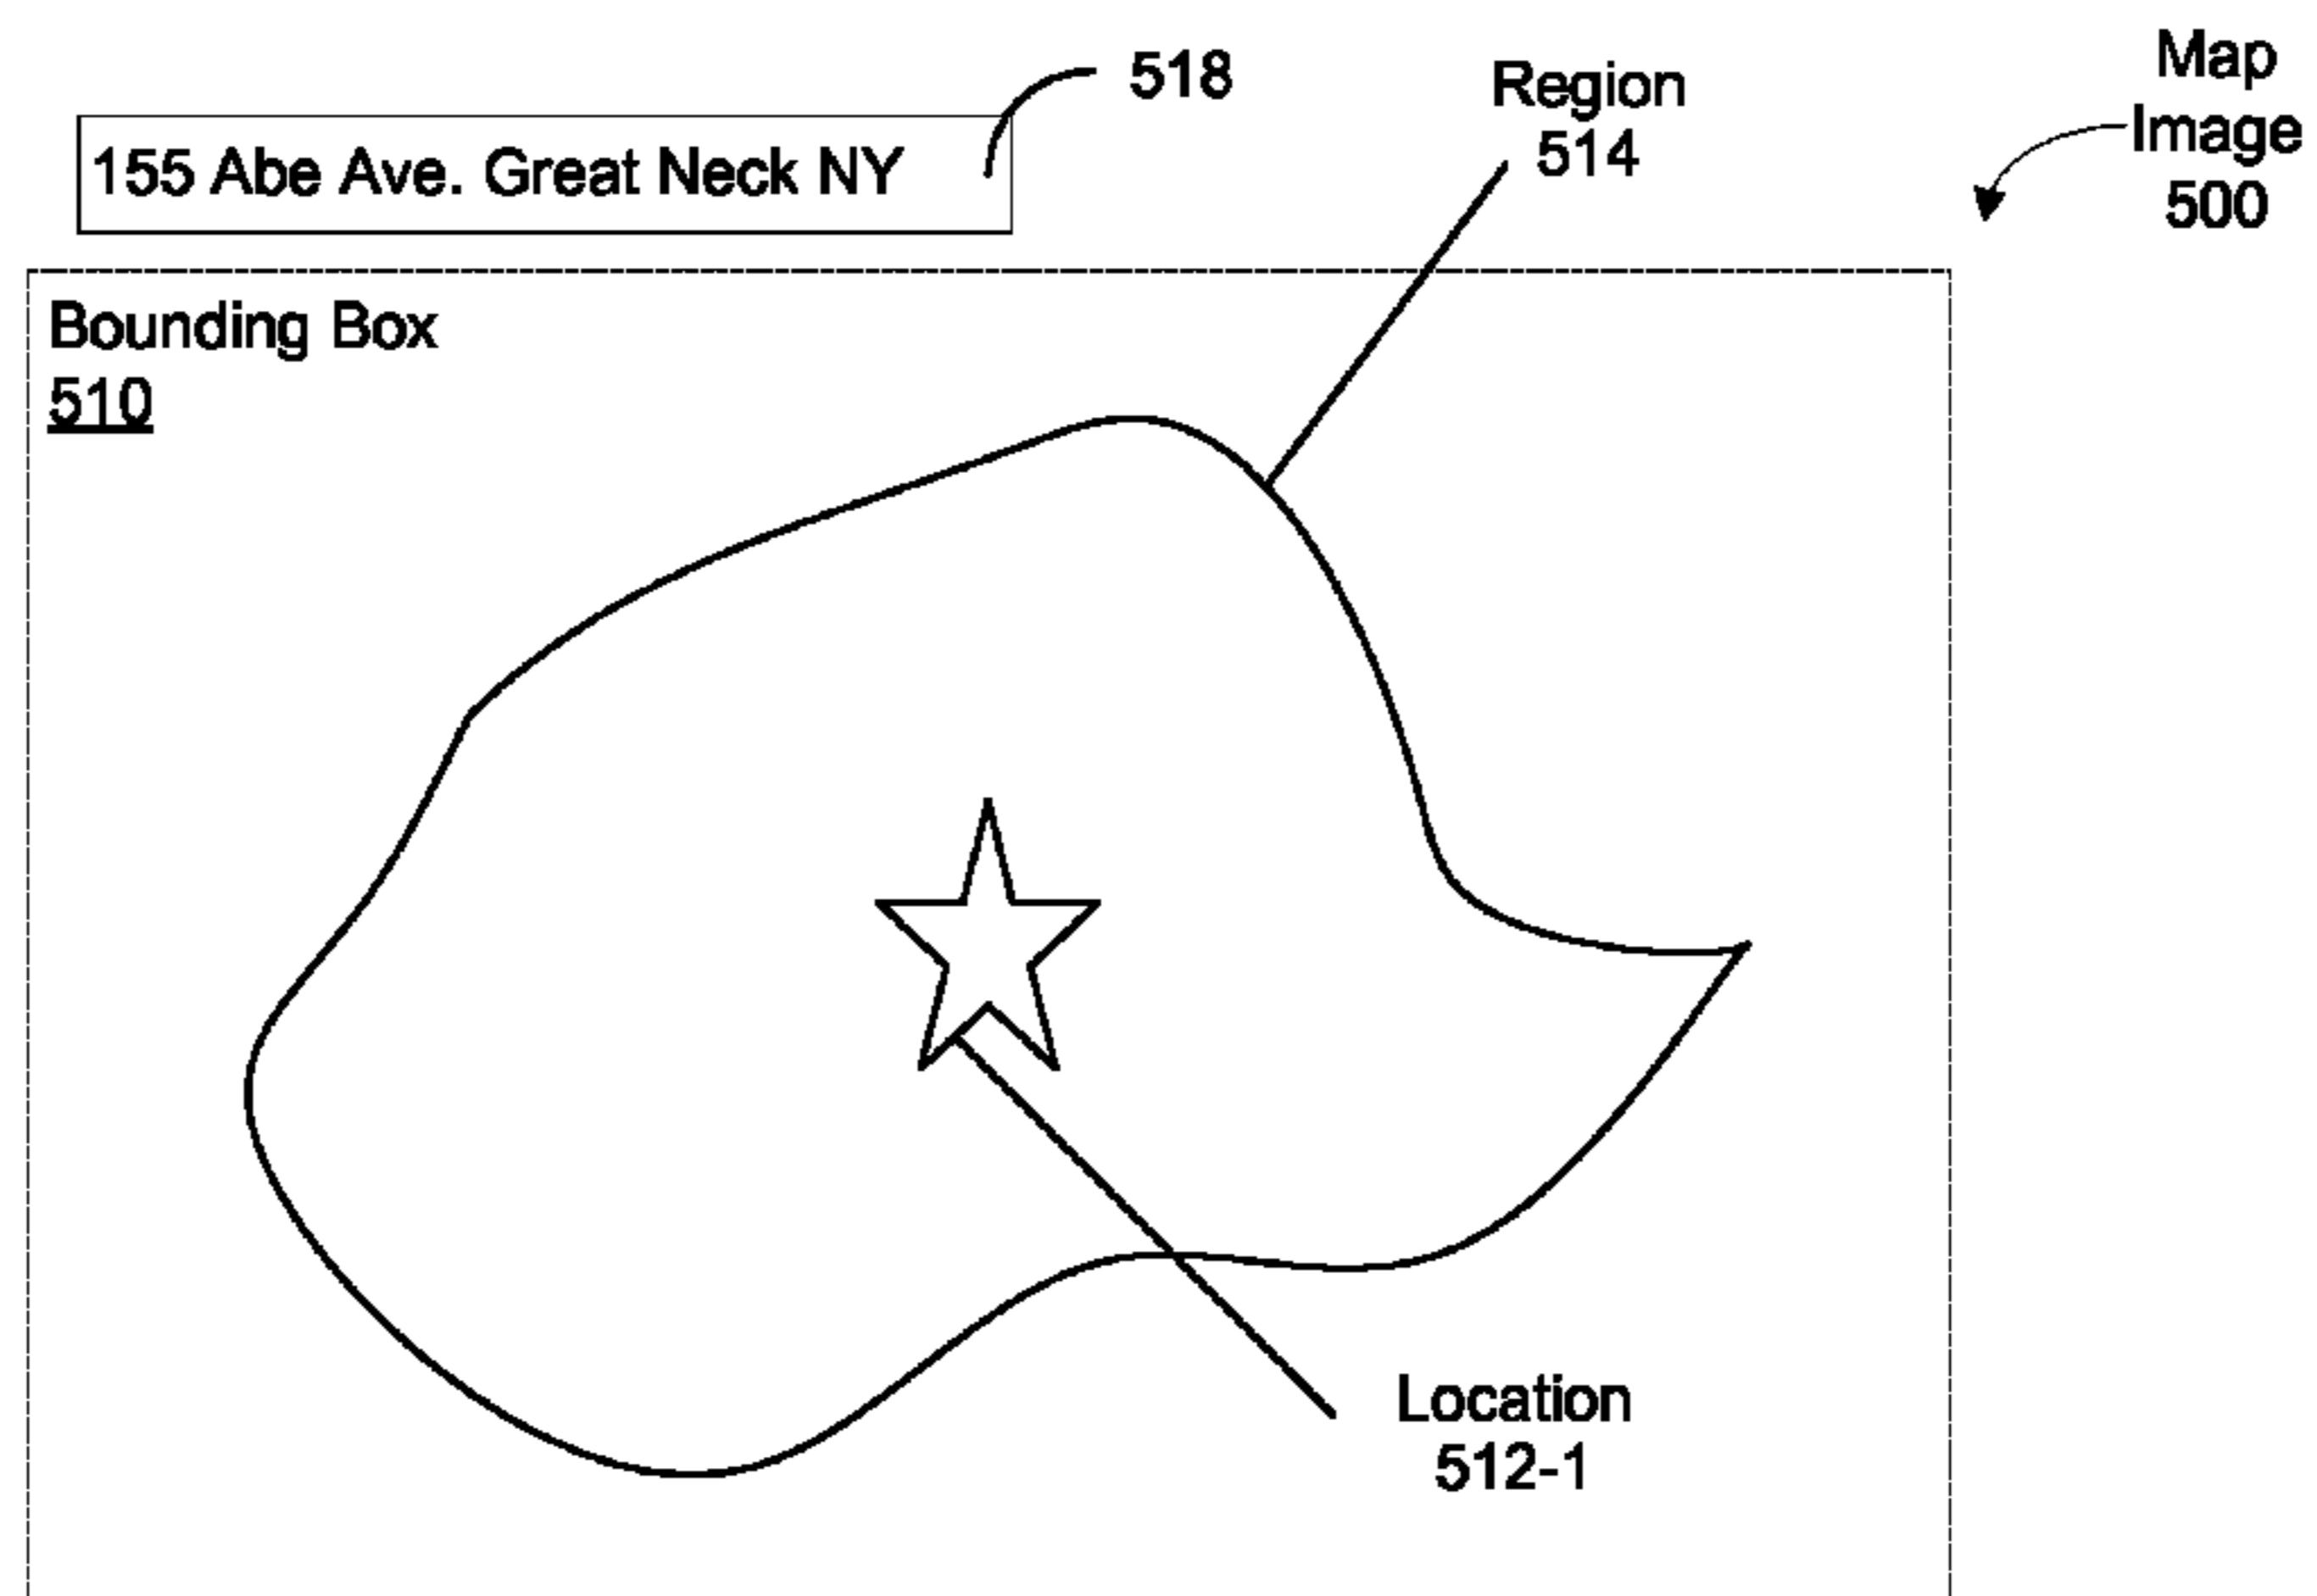 518
155 Abe Ave. Great Neck NY
Region
514
Map
Image
500
Bounding Box
510
Location
512-1